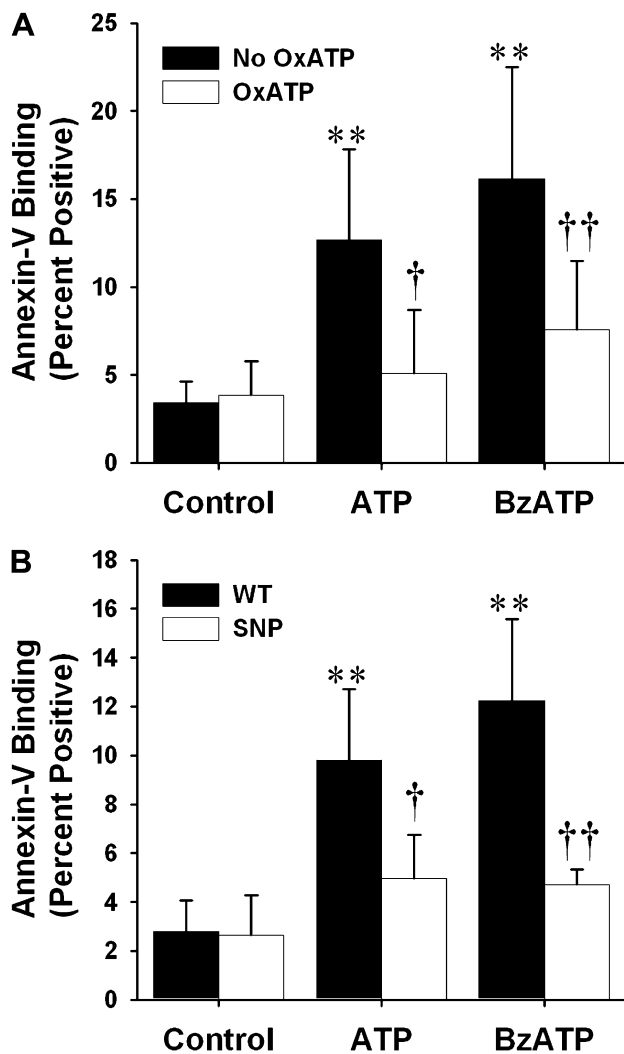 A
25
20
15
10
5
0
Annexin-V Binding
(Percent Positive)
No OxATP
OxATP
**
†
**
††
Control ATP BzATP
B
18
16
14
12
10
8
6
4
2
0
Annexin-V Binding
(Percent Positive)
WT
SNP
**
†
**
††
Control ATP BzATP